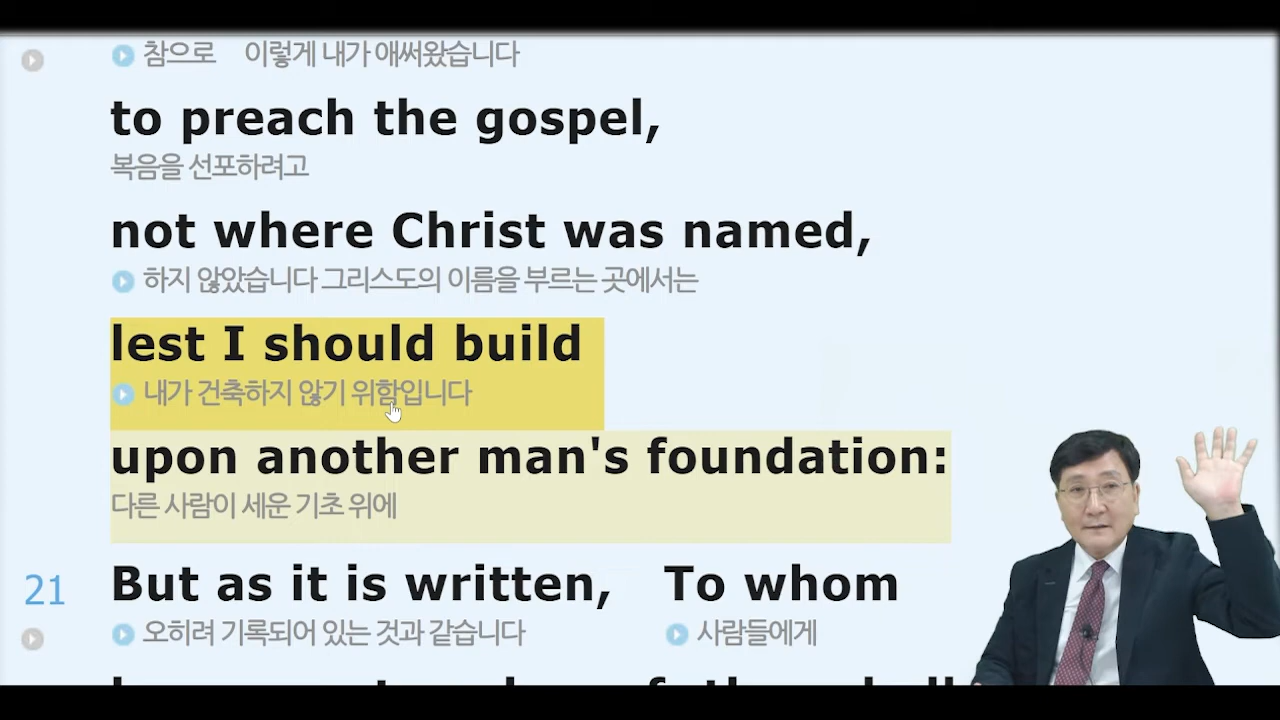 참으로 이렇게 내가 애써왔습니다
to preach the gospel,
복음을 선포하려고
not where Christ was named,
하지 않았습니다 그리스도의 이름을 부르는 곳에서는
lest I should build
내가 건축하지 않기 위함입니다
upon another man's foundation:
다른 사람이 세운 기초 위에
21 But as it is written, To whom
오히려 기록되어 있는 것과 같습니다 사람들에게